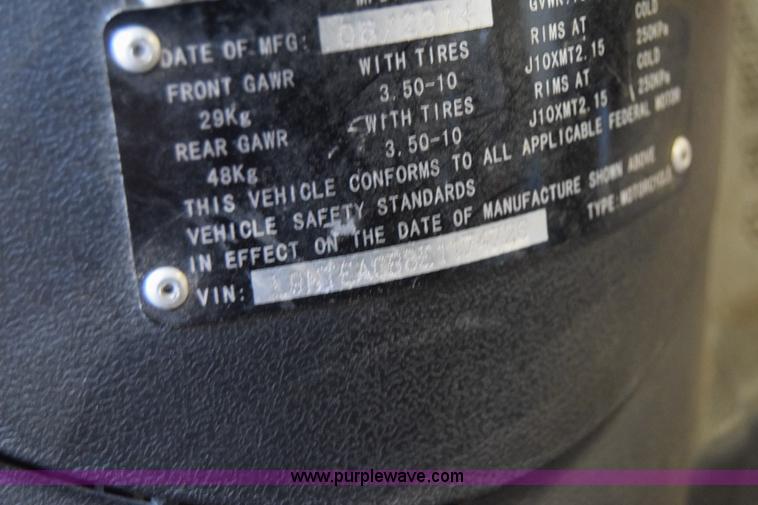 DATE OF MFG: 08/2014
FRONT GAWR WITH TIRES RIMS AT COLD
29Kg 3.50-10 J10XMT2.15 250KPa
REAR GAWR WITH TIRES RIMS AT COLD
48Kg 3.50-10 J10XMT2.15 250KPa
THIS VEHICLE CONFORMS TO ALL APPLICABLE FEDERAL MOTOR
VEHICLE SAFETY STANDARDS
IN EFFECT ON THE DATE OF MANUFACTURE SHOWN ABOVE
VIN: TYPE:
www.purplewave.com